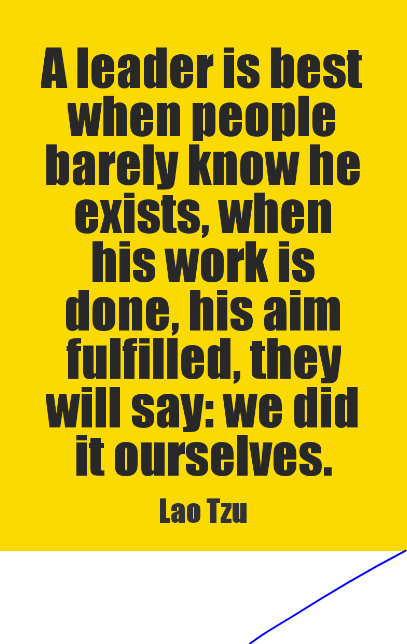 A leader is best
when people
barely know he
exists, when
his work is
done, his aim
fulfilled, they
will say: we did
it ourselves.
Lao Tzu